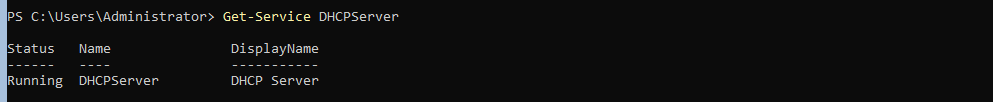 PS C:\Users\Administrator> Get-Service DHCPServer
Status   Name               DisplayName
------   ----               -----------
Running  DHCPServer         DHCP Server